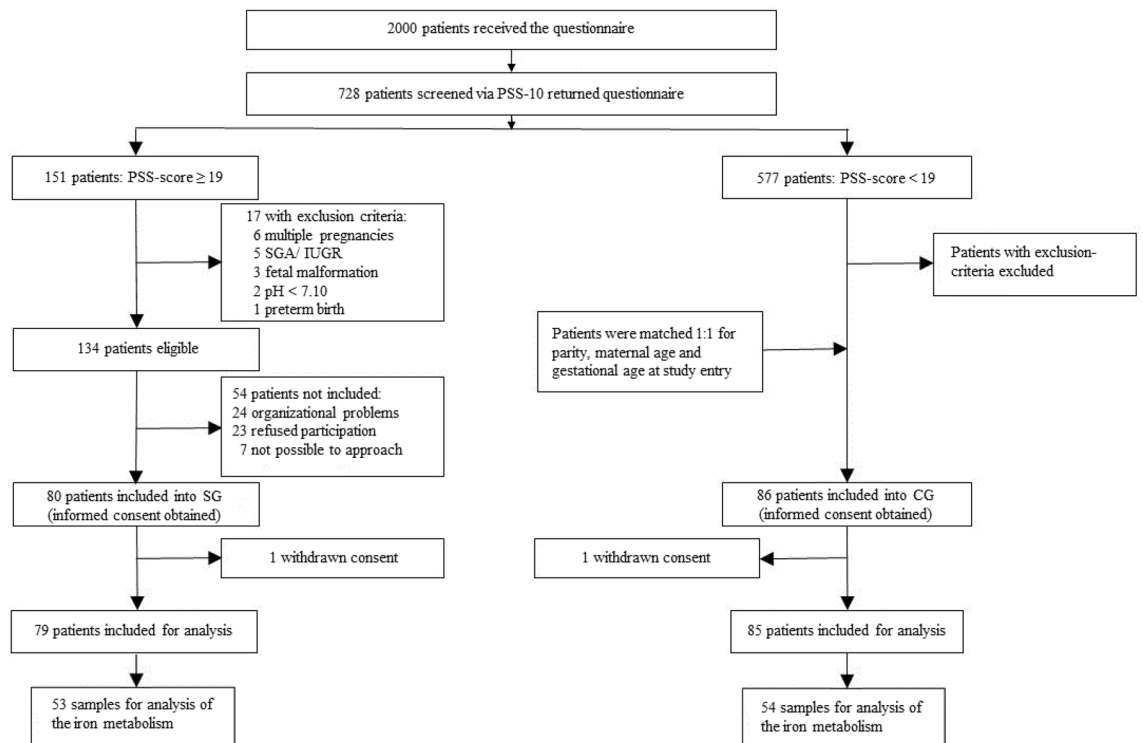 2000 patients received the questionnaire
728 patients screened via PSS-10 returned questionnaire
151 patients: PSS-score ≥ 19
17 with exclusion criteria:
6 multiple pregnancies
5 SGA/ IUGR
3 fetal malformation
2 pH < 7.10
1 preterm birth
134 patients eligible
54 patients not included:
24 organizational problems
23 refused participation
7 not possible to approach
80 patients included into SG
(informed consent obtained)
1 withdrawn consent
79 patients included for analysis
53 samples for analysis of
the iron metabolism
577 patients: PSS-score < 19
Patients with exclusion-
criteria excluded
Patients were matched 1:1 for
parity, maternal age and
gestational age at study entry
86 patients included into CG
(informed consent obtained)
1 withdrawn consent
85 patients included for analysis
54 samples for analysis of
the iron metabolism